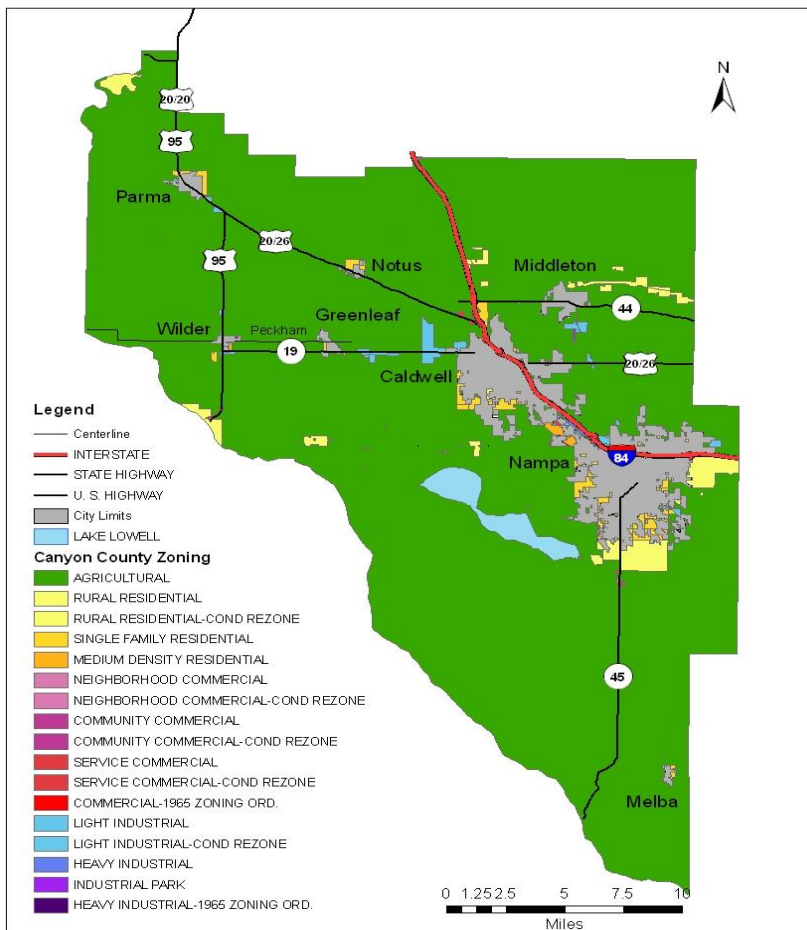 N
20/20
95
Parma
20/26
95
Notus
Middleton
Greenleaf
44
Wilder
Peckham
19
20/26
Caldwell
Nampa
84
45
Melba
Legend
Centerline
INTERSTATE
STATE HIGHWAY
U. S. HIGHWAY
City Limits
LAKE LOWELL
Canyon County Zoning
AGRICULTURAL
RURAL RESIDENTIAL
RURAL RESIDENTIAL-COND REZONE
SINGLE FAMILY RESIDENTIAL
MEDIUM DENSITY RESIDENTIAL
NEIGHBORHOOD COMMERCIAL
NEIGHBORHOOD COMMERCIAL-COND REZONE
COMMUNITY COMMERCIAL
COMMUNITY COMMERCIAL-COND REZONE
SERVICE COMMERCIAL
SERVICE COMMERCIAL-COND REZONE
COMMERCIAL-1965 ZONING ORD.
LIGHT INDUSTRIAL
LIGHT INDUSTRIAL-COND REZONE
HEAVY INDUSTRIAL
INDUSTRIAL PARK
HEAVY INDUSTRIAL-1965 ZONING ORD.
0 1.25 2.5 5 7.5 10
Miles